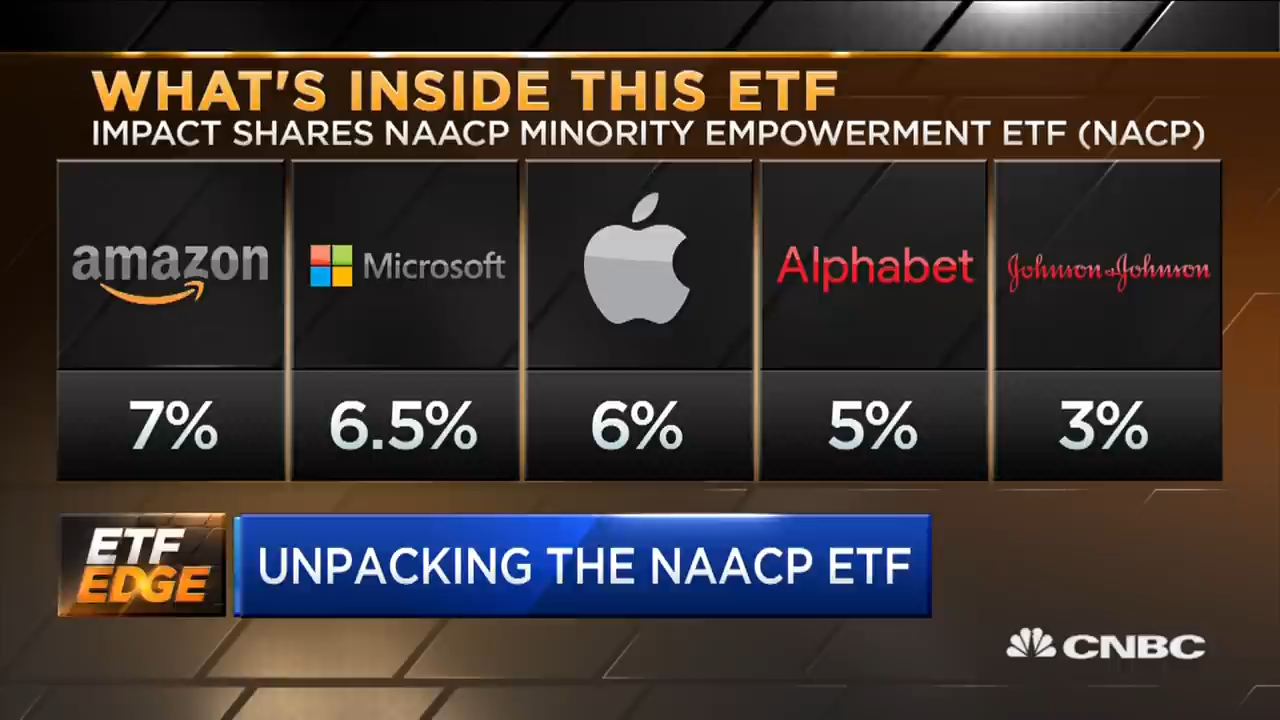 WHAT'S INSIDE THIS ETF
IMPACT SHARES NAACP MINORITY EMPOWERMENT ETF (NACP)
amazon
Microsoft
Alphabet
Johnson & Johnson
7%
6.5%
6%
5%
3%
ETF
EDGE
UNPACKING THE NAACP ETF
CNBC